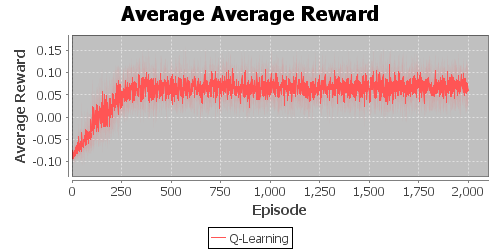 Average Average Reward
Average Reward
0.15
0.10
0.05
0.00
-0.05
-0.10
0 250 500 750 1,000 1,250 1,500 1,750 2,000
Episode
Q-Learning